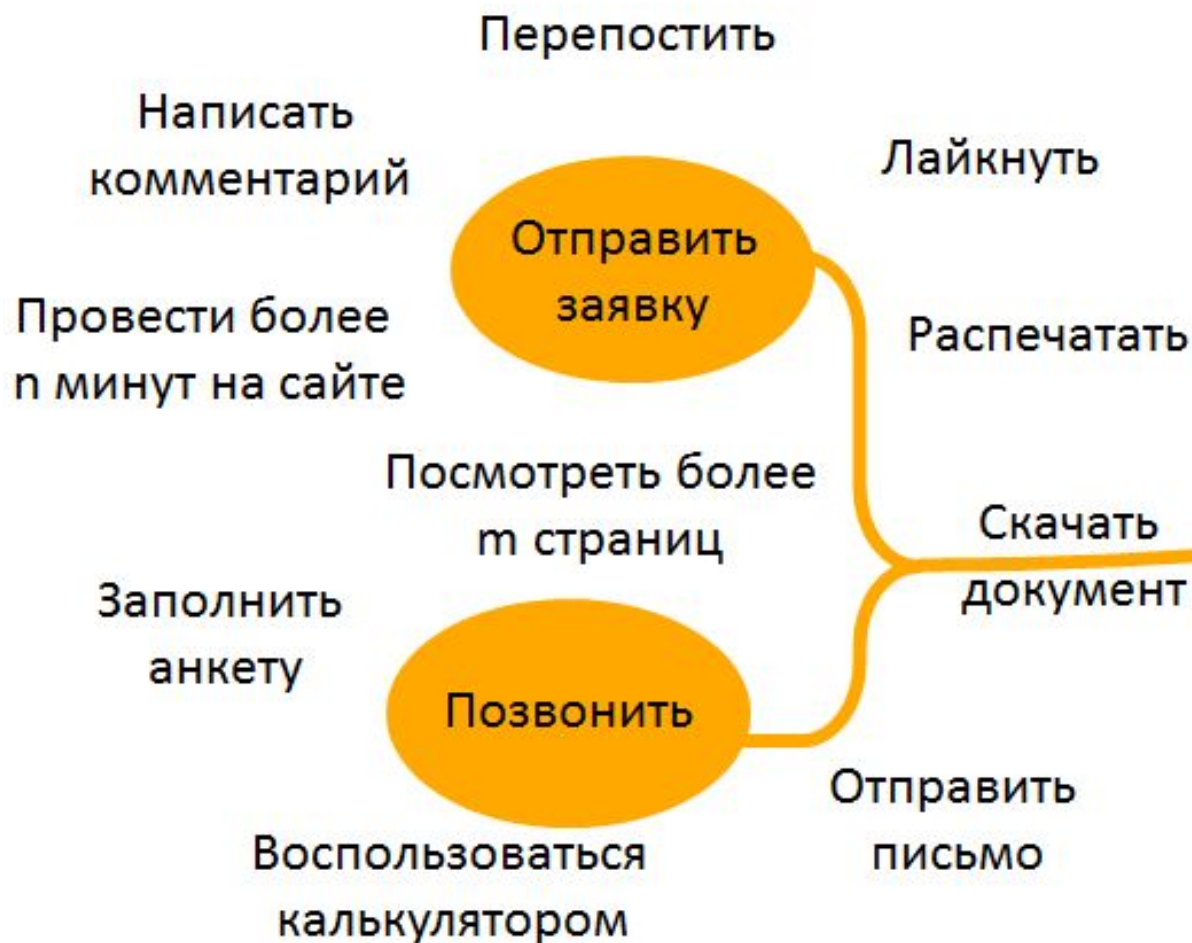 Перепостить
Написать
комментарий
Лайкнуть
Отправить
заявку
Провести более
n минут на сайте
Распечатать
Посмотреть более
m страниц
Скачать
документ
Заполнить
анкету
Позвонить
Отправить
письмо
Воспользоваться
калькулятором